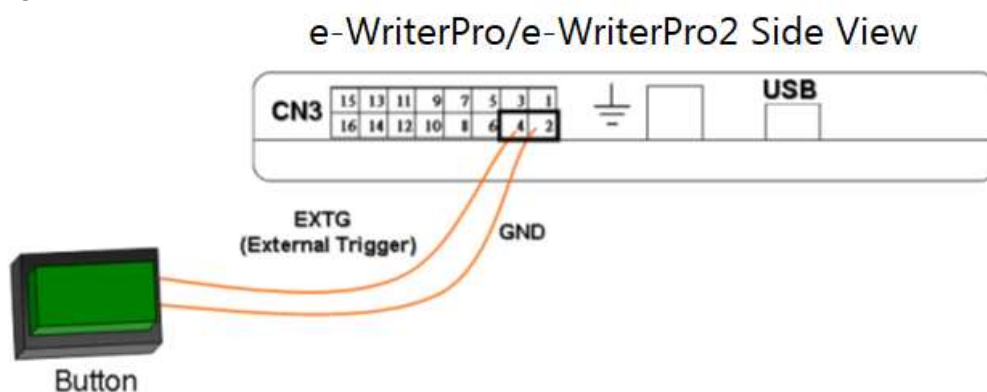 e-WriterPro/e-WriterPro2 Side View
CN3
15 13 11 9 7 5 3 1
16 14 12 10 8 6 4 2
USB
EXTG
(External Trigger)
GND
Button